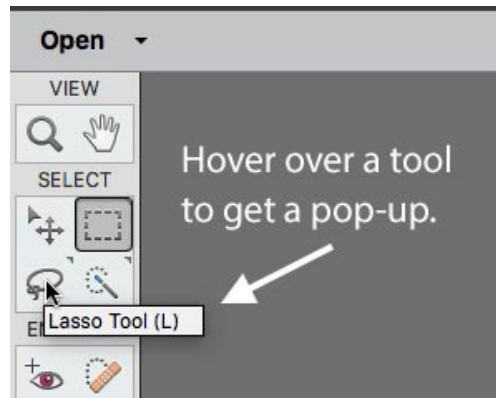 Open
VIEW
SELECT
Hover over a tool
to get a pop-up.
Lasso Tool (L)